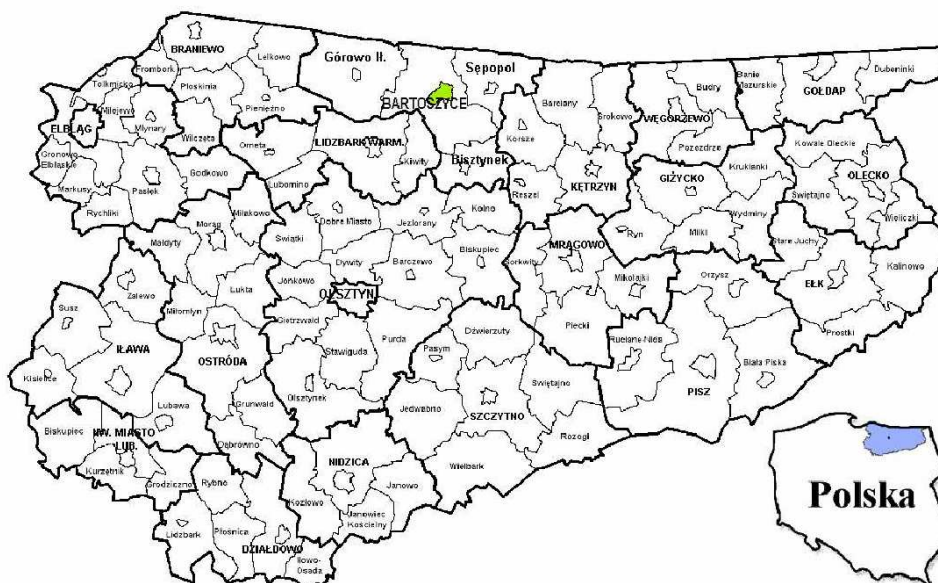 BRANIEWO
Lelkowo
Górowo Ił.
Sępopol
Frombork
Płoskinia
Dubeninki
Tolkmicko
Banie
Mazurskie
GOŁDAP
Budry
Pieniężno
BARTOSZYCE
Barciany
Milejewo
Młynary
Srokowo
WĘGORZEWO
ELBLĄG
Wilczęta
Orneta
LIDZBARK WARM.
Korsze
Pozezdrze
Kowale Oleckie
Gronowo
Elbląskie
Kiwity
Bisztynek
Kruklanki
Godkowo
KĘTRZYN
GIŻYCKO
OLECKO
Pasłęk
Lubomino
Reszel
Świętajno
Markusy
Rychliki
Miłakowo
Dobre Miasto
Jeziorany
Kolno
Wydminy
Wieliczki
Morąg
Ryn
Miłki
Świątki
Stare Juchy
Małdyty
Dywity
Barczewo
Biskupiec
Sorkwity
MRĄGOWO
Kalinowo
Jonkowo
Mikołajki
Orzysz
EŁK
Zalewo
Łukta
OLSZTYN
Susz
Miłomłyn
Gietrzwałd
Piecki
Prostki
Purda
Dźwierzuty
IŁAWA
OSTRÓDA
Stawiguda
Pasym
Ruciane-Nida
Biała Piska
Kisielice
Świętajno
PISZ
Olsztynek
Jedwabno
SZCZYTNO
Lubawa
Grunwald
Biskupiec
NW. MIASTO
LUB.
Dąbrówno
Rozogi
Kurzętnik
NIDZICA
Wielbark
Grodziczno
Rybno
Kozłowo
Janowo
Polska
Janowiec
Kościelny
Lidzbark
Płośnica
DZIAŁDOWO
Iłowo-
Osada